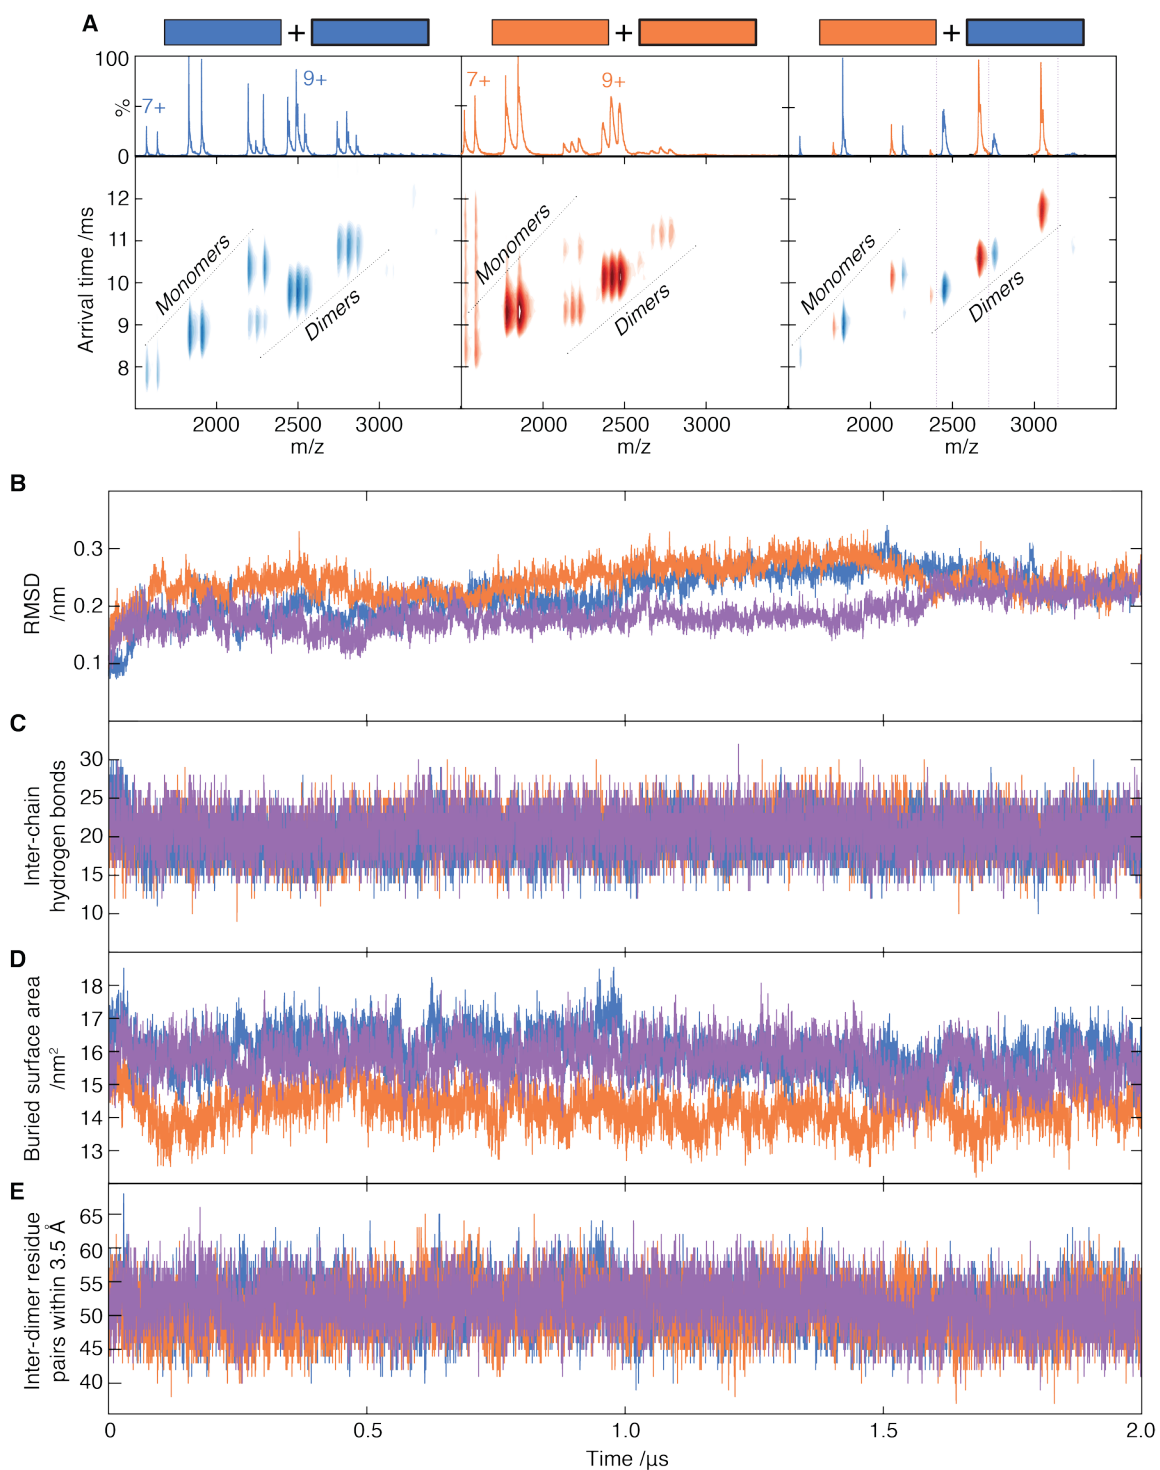 A
+ + +
100
%
0
7+
9+
7+
9+
Arrival time /ms
12
11
10
9
8
Monomers
Dimers
Monomers
Dimers
Monomers
Dimers
2000 2500 3000
2000 2500 3000
2000 2500 3000
m/z
m/z
m/z
B
RMSD
/nm
0.3
0.2
0.1
C
Inter-chain
hydrogen bonds
30
25
20
15
10
D
Buried surface area
/nm²
18
17
16
15
14
13
E
Inter-dimer residue
pairs within 3.5 Å
65
60
55
50
45
40
0 0.5 1.0 1.5 2.0
Time /µs